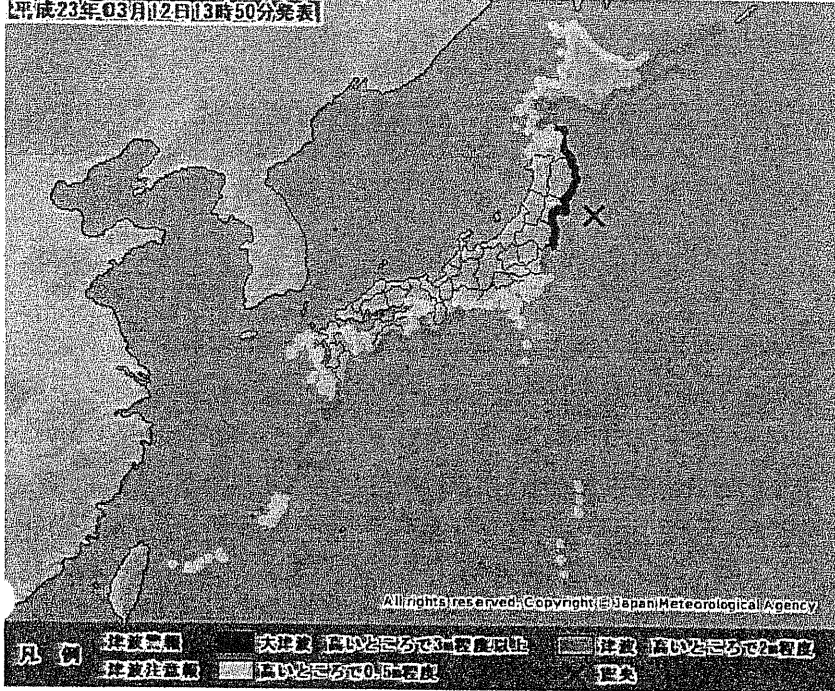 平成23年03月12日13時50分発表
All rights reserved. Copyright © Japan Meteorological Agency
凡 例 津波警報 大津波 高いところで3m程度以上 津波 高いところで2m程度
津波注意報 高いところで0.5m程度 震央